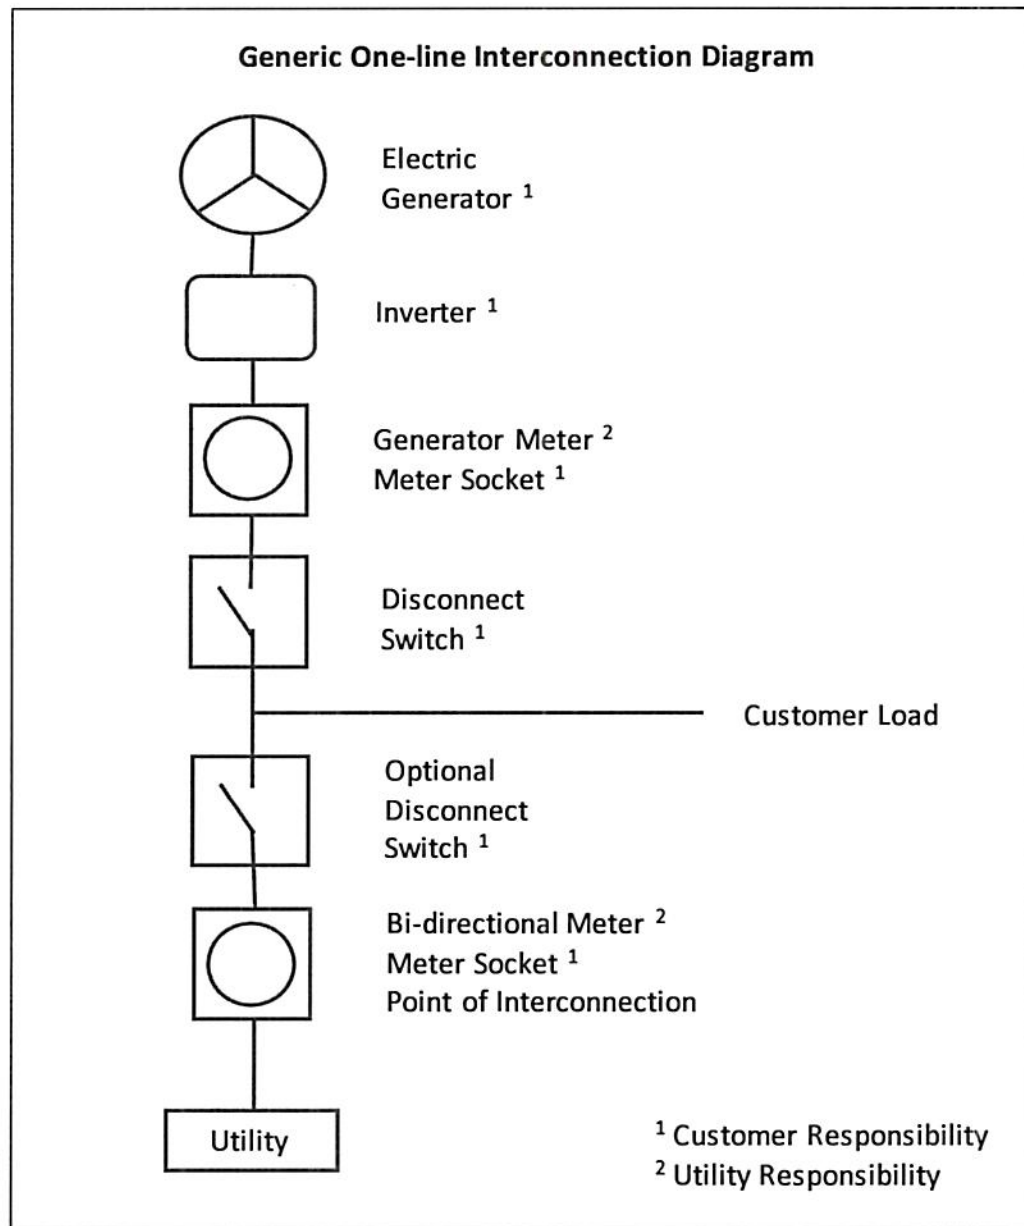 Generic One-line Interconnection Diagram
Electric
Generator ¹
Inverter ¹
Generator Meter ²
Meter Socket ¹
Disconnect
Switch ¹
Customer Load
Optional
Disconnect
Switch ¹
Bi-directional Meter ²
Meter Socket ¹
Point of Interconnection
Utility
¹ Customer Responsibility
² Utility Responsibility